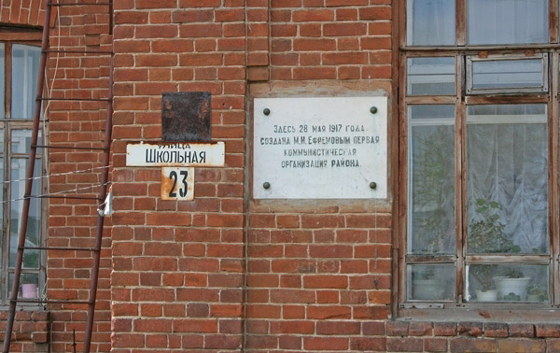 УЛИЦА
ШКОЛЬНАЯ
23
ЗДЕСЬ 28 МАЯ 1917 ГОДА
СОЗДАНА М.И.ЕФРЕМОВЫМ ПЕРВАЯ
КОММУНИСТИЧЕСКАЯ
ОРГАНИЗАЦИЯ РАЙОНА.